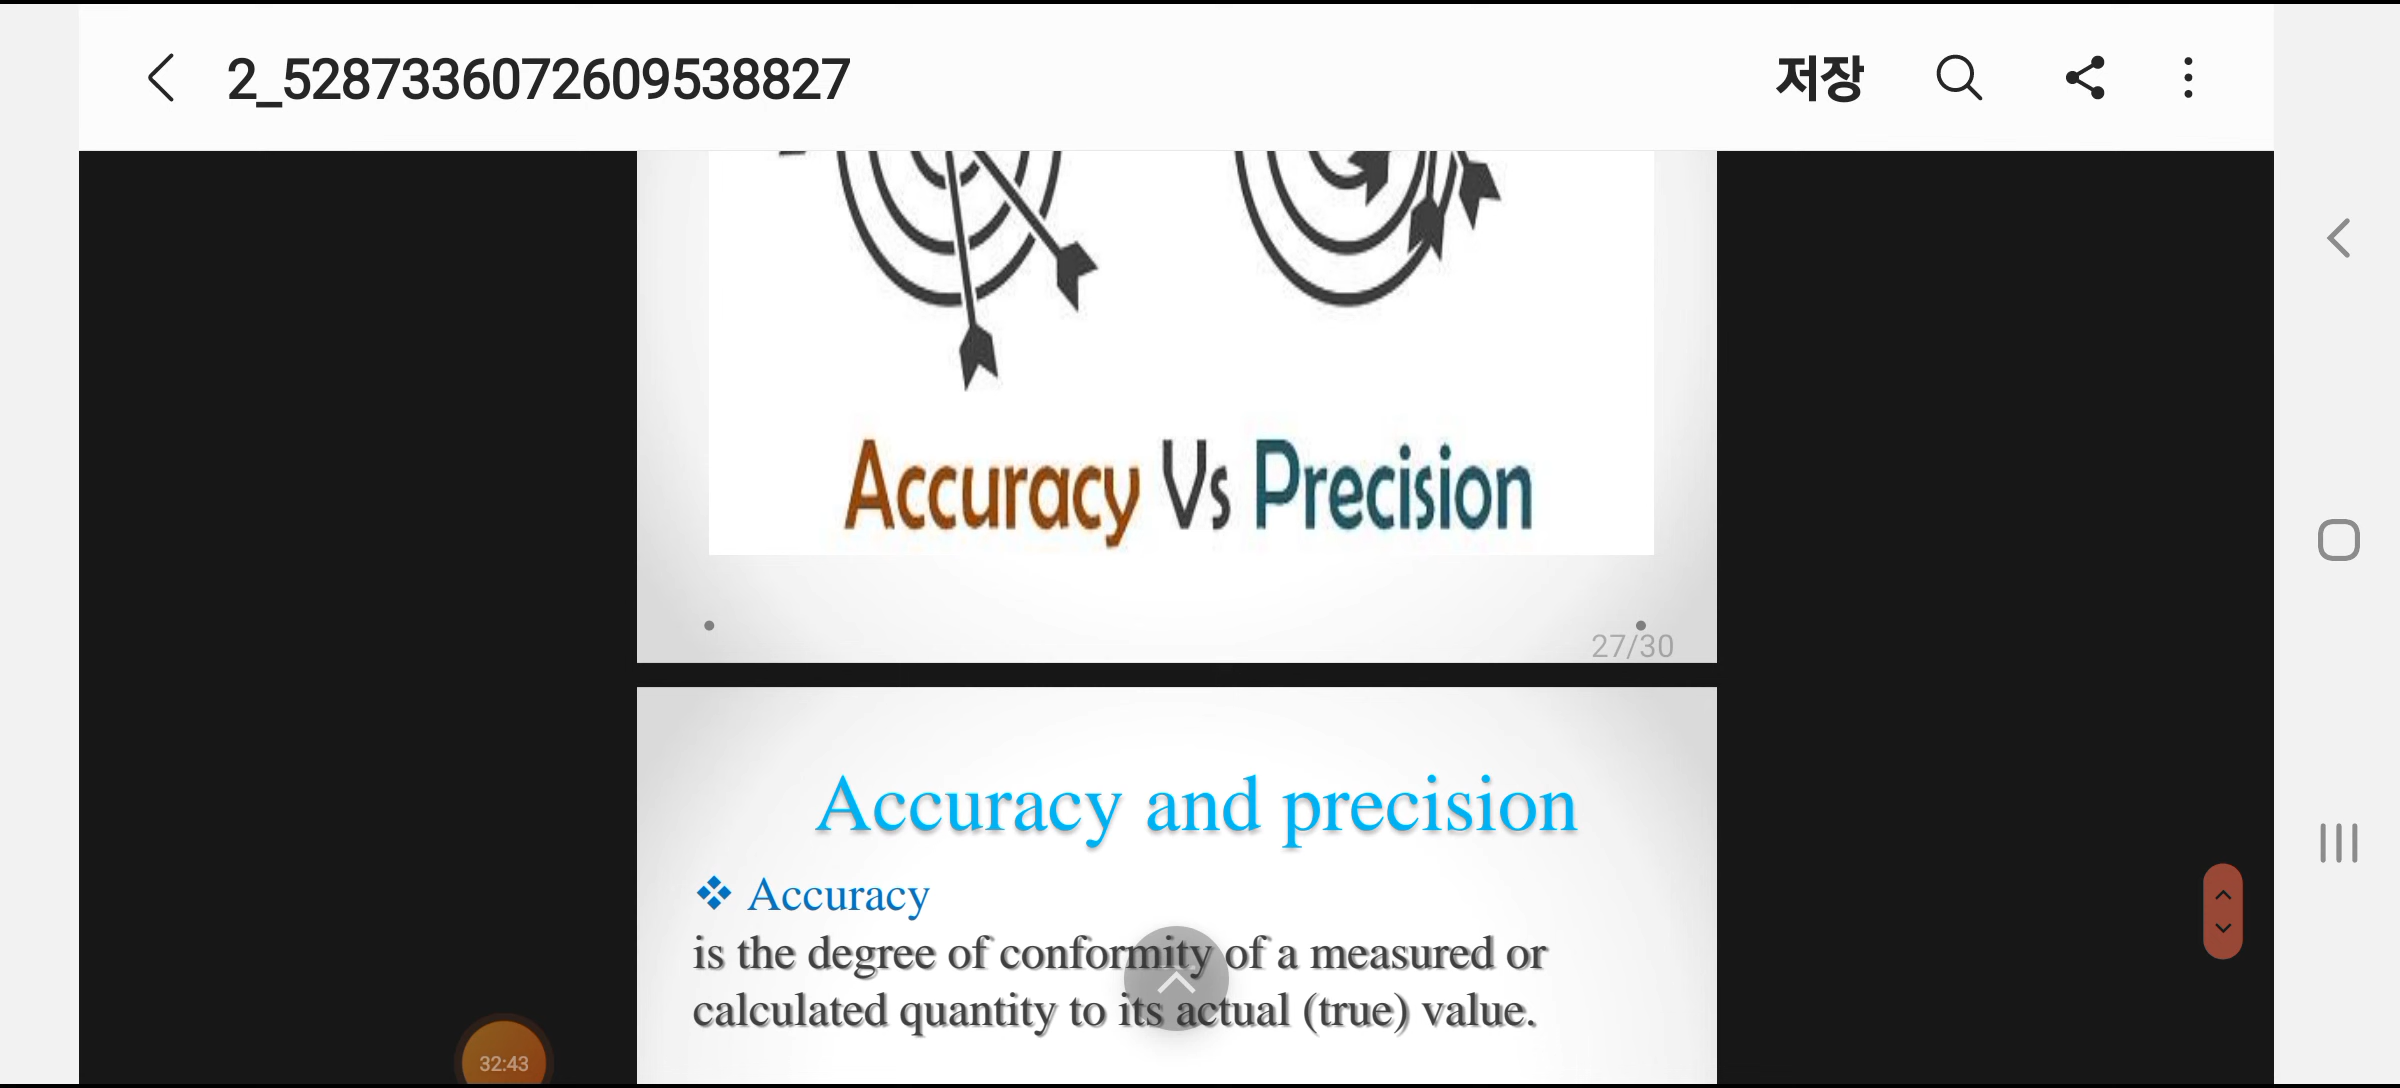 2_5287336072609538827
저장
Accuracy Vs Precision
27/30
Accuracy and precision
❖ Accuracy
is the degree of conformity of a measured or
calculated quantity to its actual (true) value.
32:43